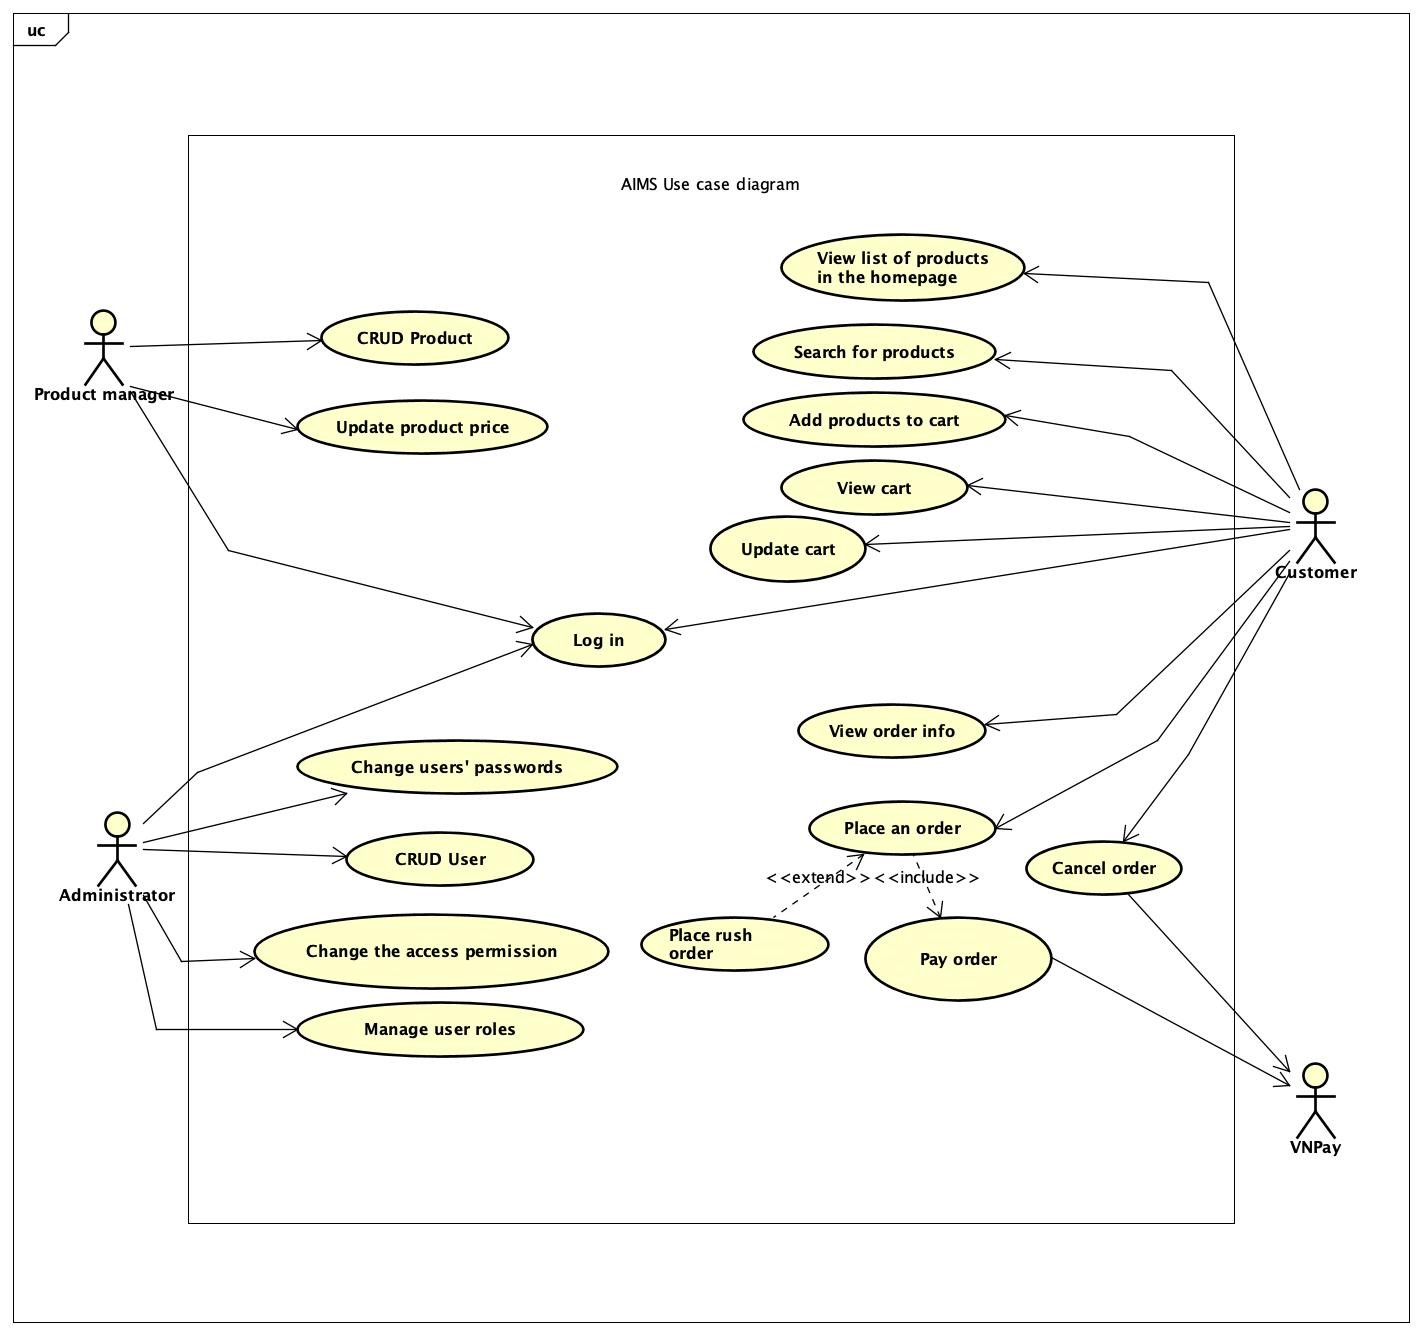 uc
AIMS Use case diagram
View list of products
in the homepage
CRUD Product
Search for products
Product manager
Update product price
Add products to cart
View cart
Update cart
Customer
Log in
View order info
Change users' passwords
Place an order
CRUD User
Cancel order
<<extend>>
<<include>>
Administrator
Place rush
order
Change the access permission
Pay order
Manage user roles
VNPay